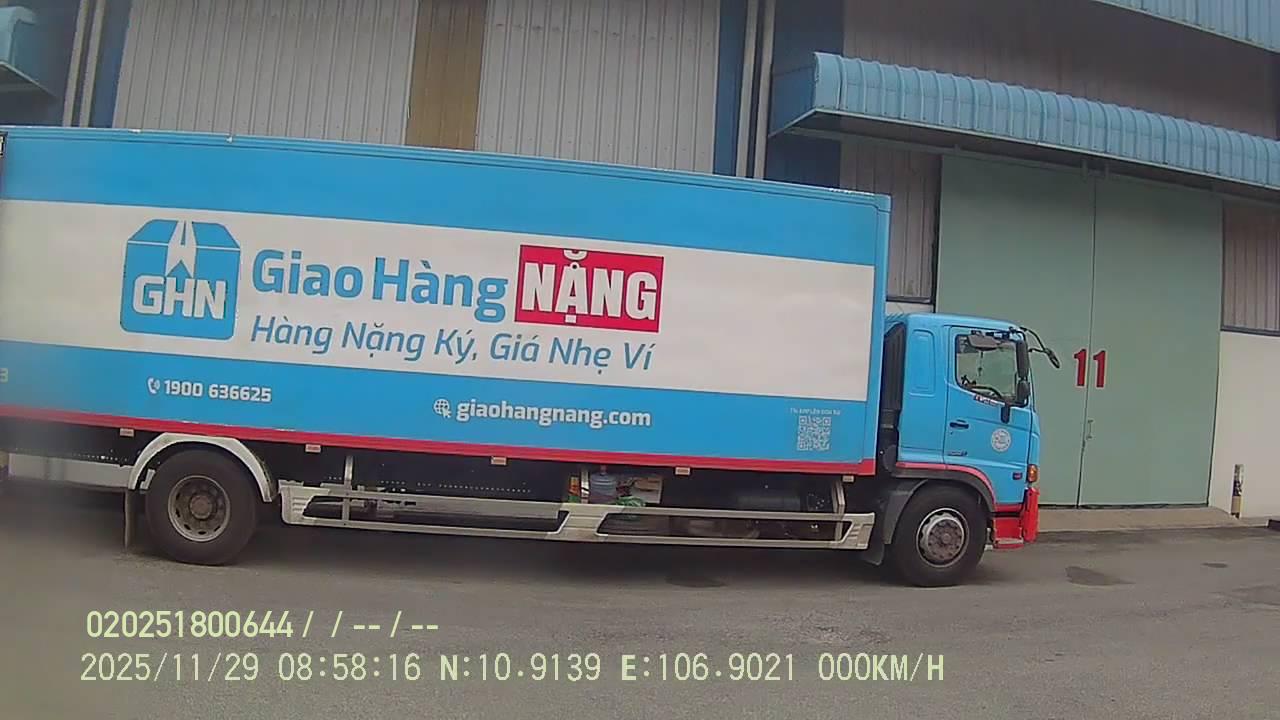 GHN
Giao Hàng NẶNG
Hàng Nặng Ký, Giá Nhẹ Ví
3
1900 636625
giaohangnang.com
11
020251800644 / / -- / --
2025/11/29 08:58:16 N:10.9139 E:106.9021 000KM/H